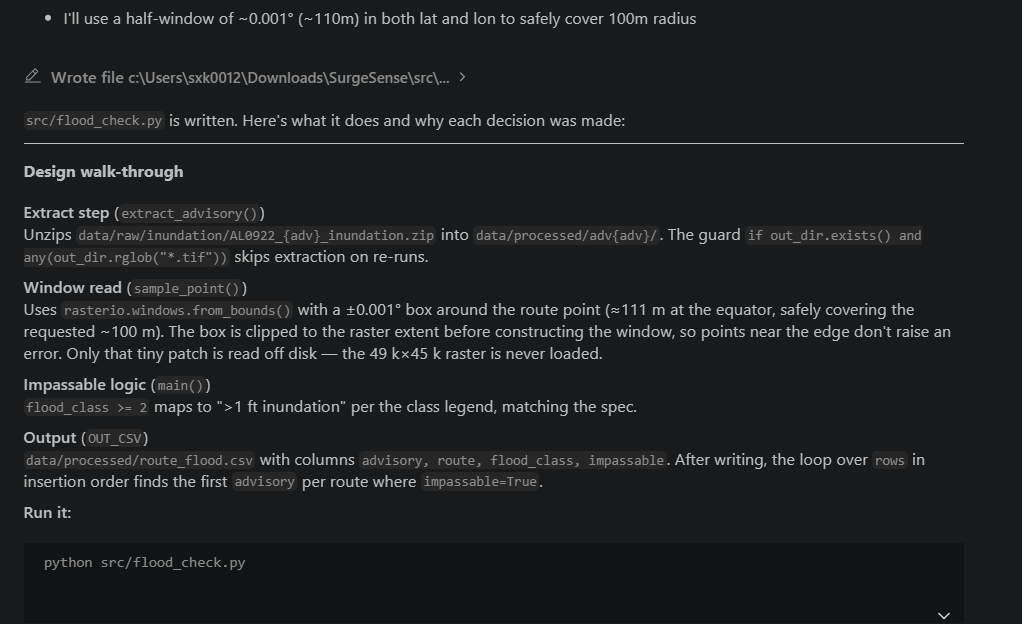 • I'll use a half-window of ~0.001° (~110m) in both lat and lon to safely cover 100m radius
Wrote file c:\Users\sxk0012\Downloads\SurgeSense\src\... >
src/flood_check.py is written. Here's what it does and why each decision was made:
Design walk-through
Extract step (extract_advisory())
Unzips data/raw/inundation/AL0922_{adv}_inundation.zip into data/processed/adv{adv}/. The guard if out_dir.exists() and
any(out_dir.rglob("*.tif")) skips extraction on re-runs.
Window read (sample_point())
Uses rasterio.windows.from_bounds() with a ±0.001° box around the route point (≈111 m at the equator, safely covering the
requested ~100 m). The box is clipped to the raster extent before constructing the window, so points near the edge don't raise an
error. Only that tiny patch is read off disk — the 49 k×45 k raster is never loaded.
Impassable logic (main())
flood_class >= 2 maps to ">1 ft inundation" per the class legend, matching the spec.
Output (OUT_CSV)
data/processed/route_flood.csv with columns advisory, route, flood_class, impassable. After writing, the loop over rows in
insertion order finds the first advisory per route where impassable=True.
Run it:
python src/flood_check.py